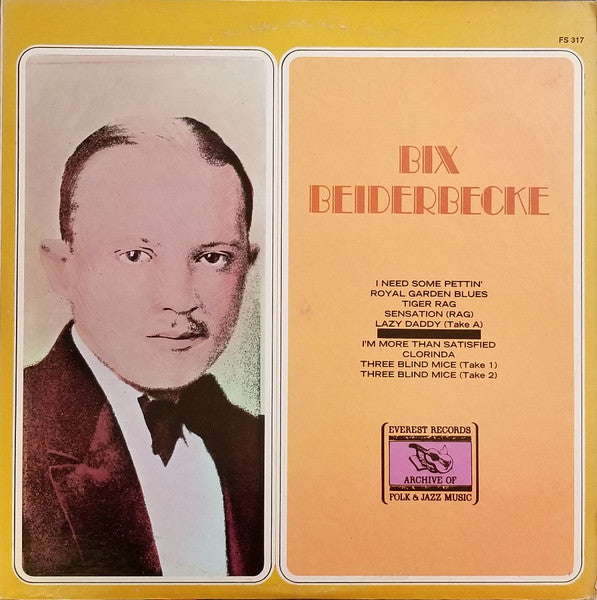 FS 317
BIX
BEIDERBECKE
I NEED SOME PETTIN'
ROYAL GARDEN BLUES
TIGER RAG
SENSATION (RAG)
LAZY DADDY (Take A)
I'M MORE THAN SATISFIED
CLORINDA
THREE BLIND MICE (Take 1)
THREE BLIND MICE (Take 2)
EVEREST RECORDS
ARCHIVE OF
FOLK & JAZZ MUSIC